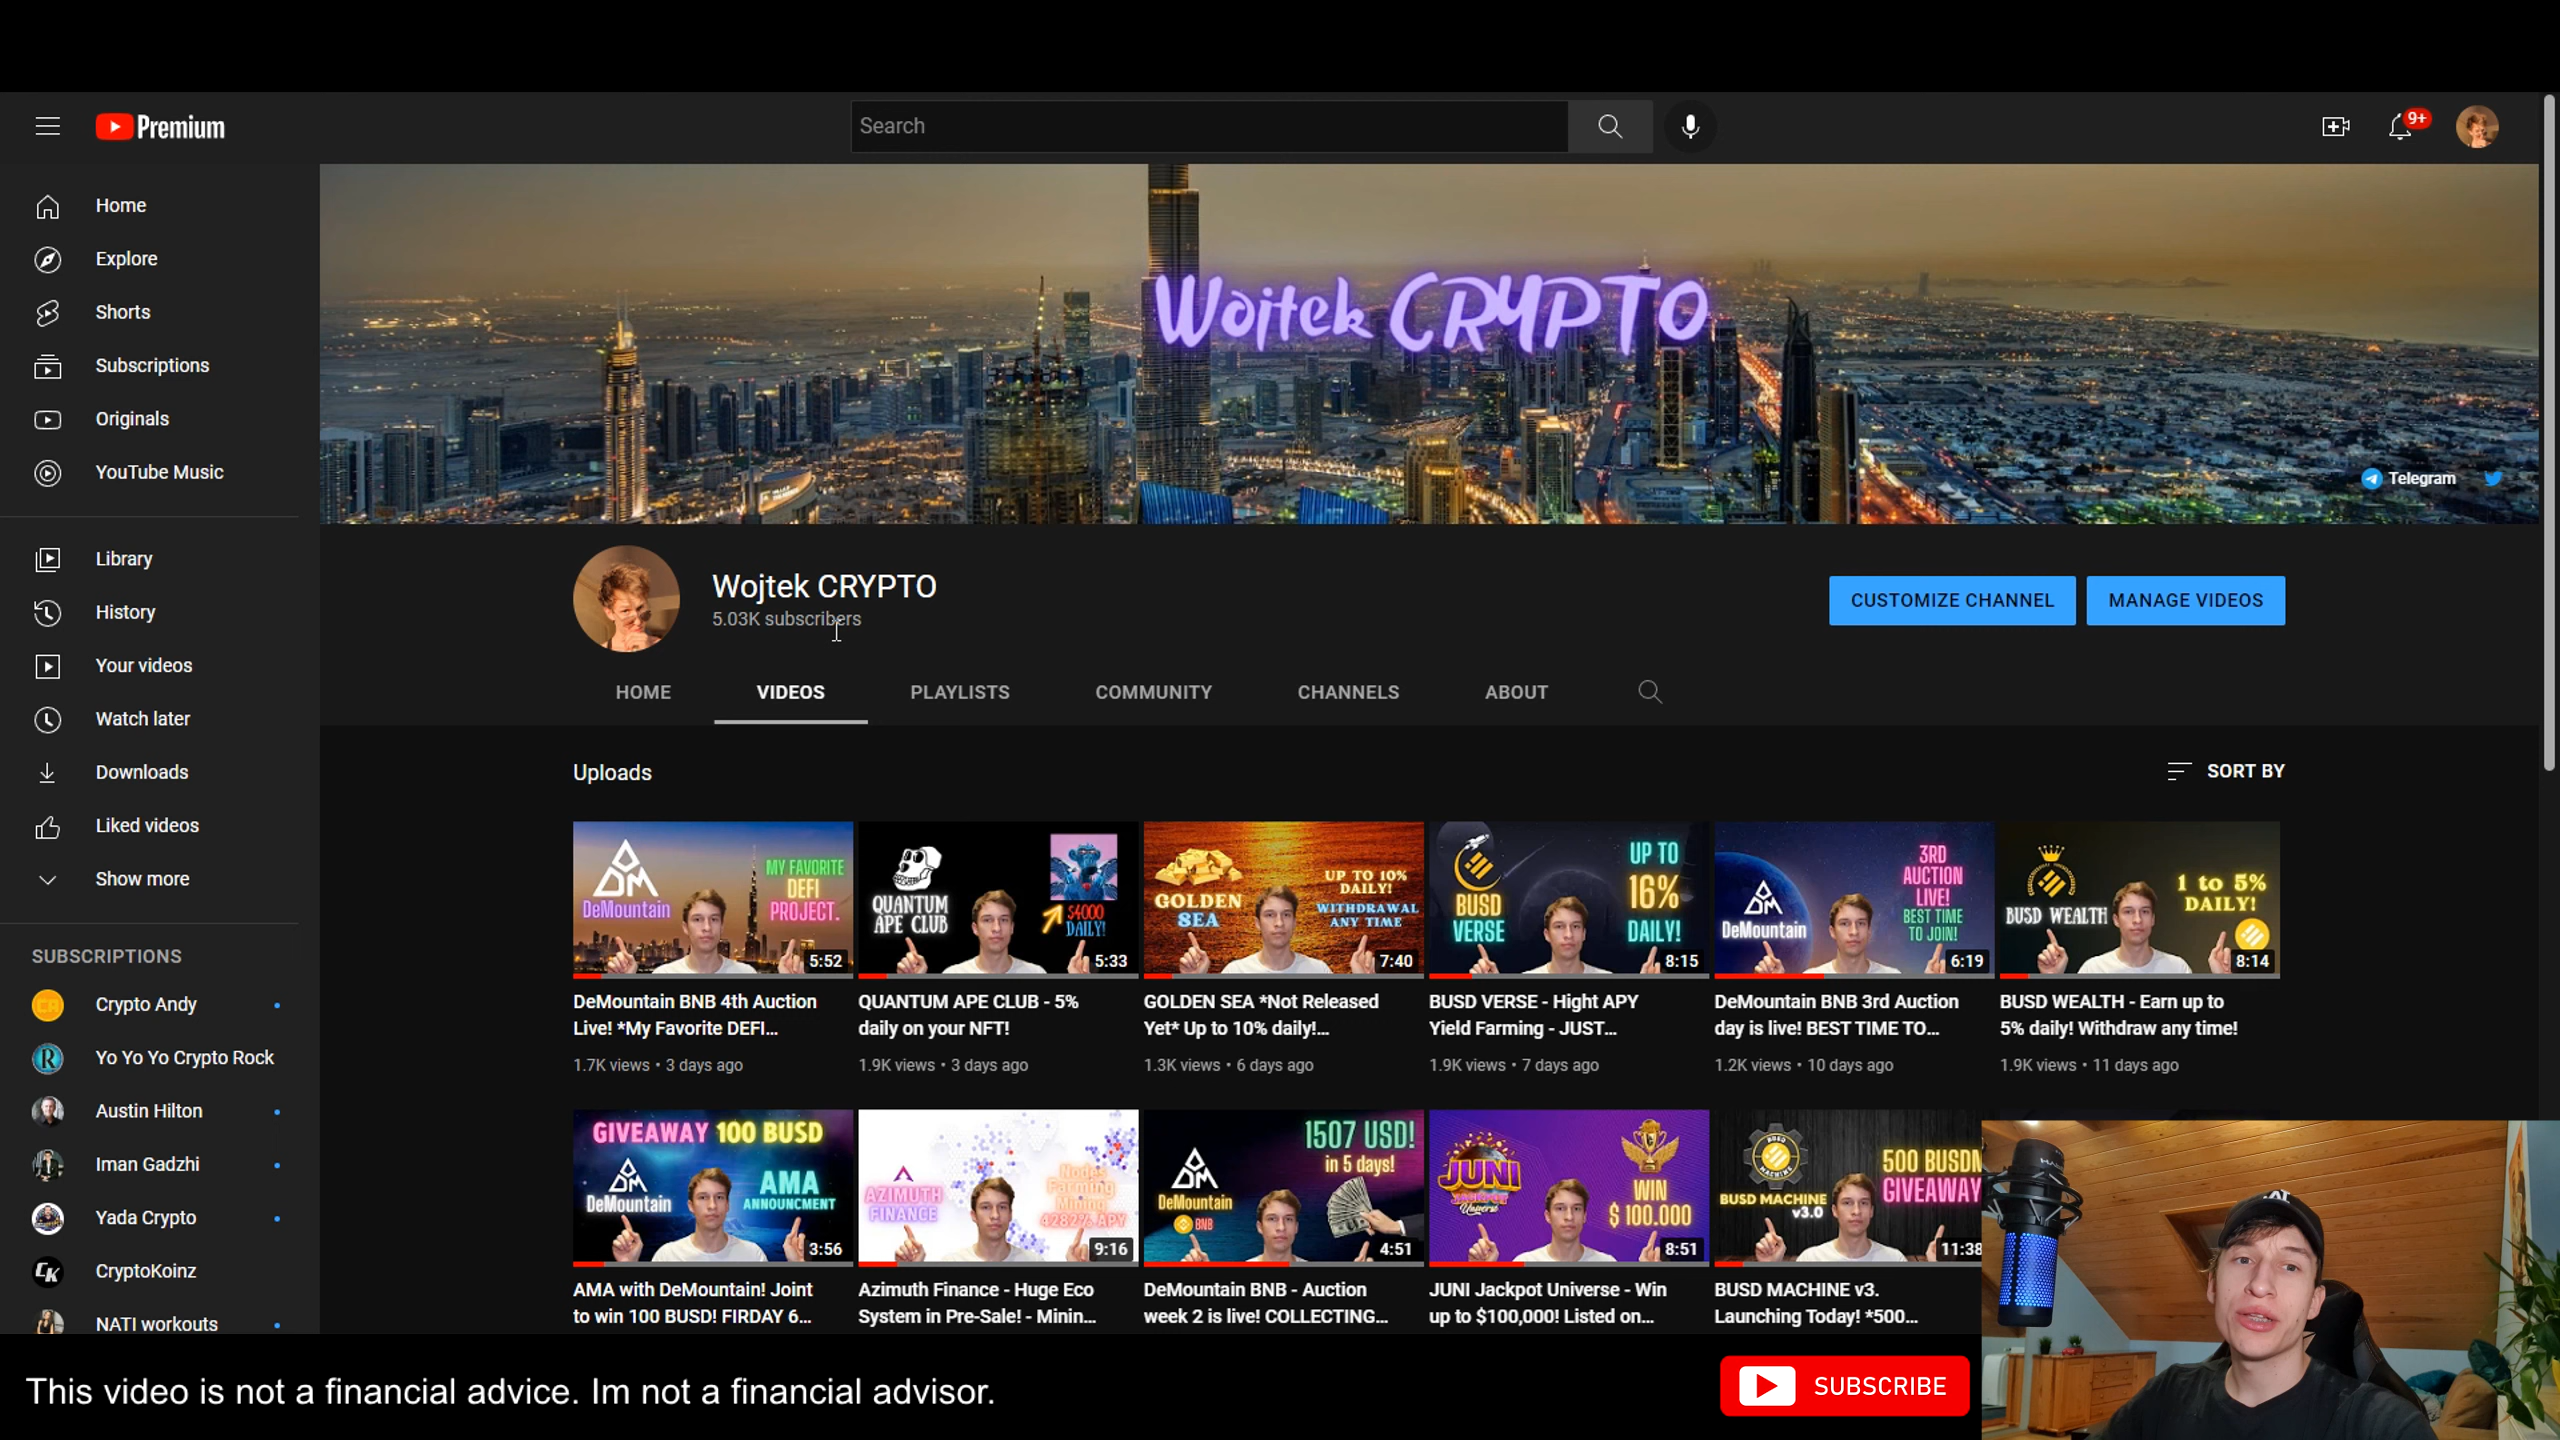 Premium
Search
9+
Home
Explore
Shorts
Subscriptions
Originals
YouTube Music
Library
History
Your videos
Watch later
Downloads
Liked videos
Show more
SUBSCRIPTIONS
Crypto Andy
Yo Yo Yo Crypto Rock
Austin Hilton
Iman Gadzhi
Yada Crypto
CryptoKoinz
NATI workouts
Wojtek CRYPTO
Telegram
Wojtek CRYPTO
5.03K subscribers
CUSTOMIZE CHANNEL
MANAGE VIDEOS
HOME
VIDEOS
PLAYLISTS
COMMUNITY
CHANNELS
ABOUT
Uploads
SORT BY
DeMountain
MY FAVORITE
DEFI
PROJECT.
5:52
DeMountain BNB 4th Auction
Live! *My Favorite DEFI...
1.7K views • 3 days ago
QUANTUM
APE CLUB
$4000
DAILY!
5:33
QUANTUM APE CLUB - 5%
daily on your NFT!
1.9K views • 3 days ago
GOLDEN
SEA
UP TO 10%
DAILY!
WITHDRAWAL
ANY TIME
7:40
GOLDEN SEA *Not Released
Yet* Up to 10% daily!...
1.3K views • 6 days ago
BUSD
VERSE
UP TO
16%
DAILY!
8:15
BUSD VERSE - Hight APY
Yield Farming - JUST...
1.9K views • 7 days ago
DeMountain
3RD
AUCTION
LIVE!
BEST TIME
TO JOIN!
6:19
DeMountain BNB 3rd Auction
day is live! BEST TIME TO...
1.2K views • 10 days ago
BUSD WEALTH
1 to 5%
DAILY!
8:14
BUSD WEALTH - Earn up to
5% daily! Withdraw any time!
1.9K views • 11 days ago
GIVEAWAY 100 BUSD
DeMountain
AMA
ANNOUNCMENT
3:56
AMA with DeMountain! Joint
to win 100 BUSD! FIRDAY 6...
AZIMUTH
FINANCE
Nodes
Farming
Mining
4282% APY
9:16
Azimuth Finance - Huge Eco
System in Pre-Sale! - Minin...
DeMountain
BNB
1507 USD!
in 5 days!
4:51
DeMountain BNB - Auction
week 2 is live! COLLECTING...
JUNI
JACKPOT
Universe
WIN
$ 100.000
8:51
JUNI Jackpot Universe - Win
up to $100,000! Listed on...
BUSD MACHINE
v3.0
500 BUSD
GIVEAWAY
11:38
BUSD MACHINE v3.
Launching Today! *500...
This video is not a financial advice. Im not a financial advisor.
SUBSCRIBE